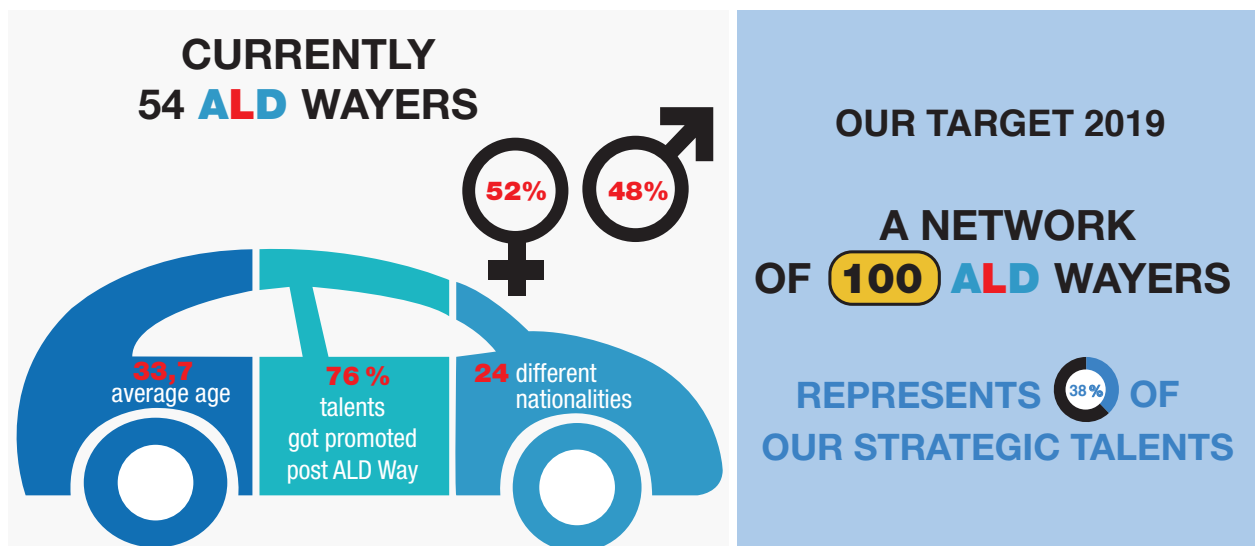 CURRENTLY
54 ALD WAYERS
52%
48%
33,7
average age
76 %
talents
got promoted
post ALD Way
24 different
nationalities
OUR TARGET 2019
A NETWORK
OF 100 ALD WAYERS
REPRESENTS 38% OF
OUR STRATEGIC TALENTS